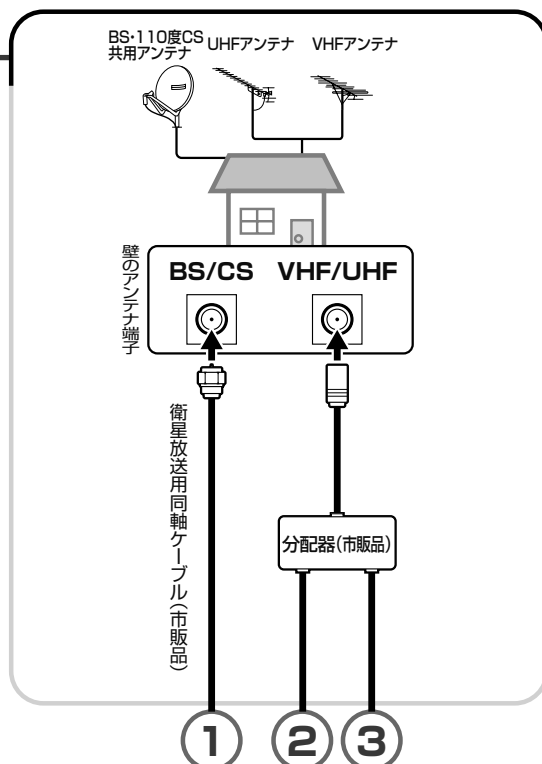 BS・110度CS
共用アンテナ
UHFアンテナ
VHFアンテナ
壁のアンテナ端子
BS/CS
VHF/UHF
衛星放送用同軸ケーブル(市販品)
分配器(市販品)
1
2
3